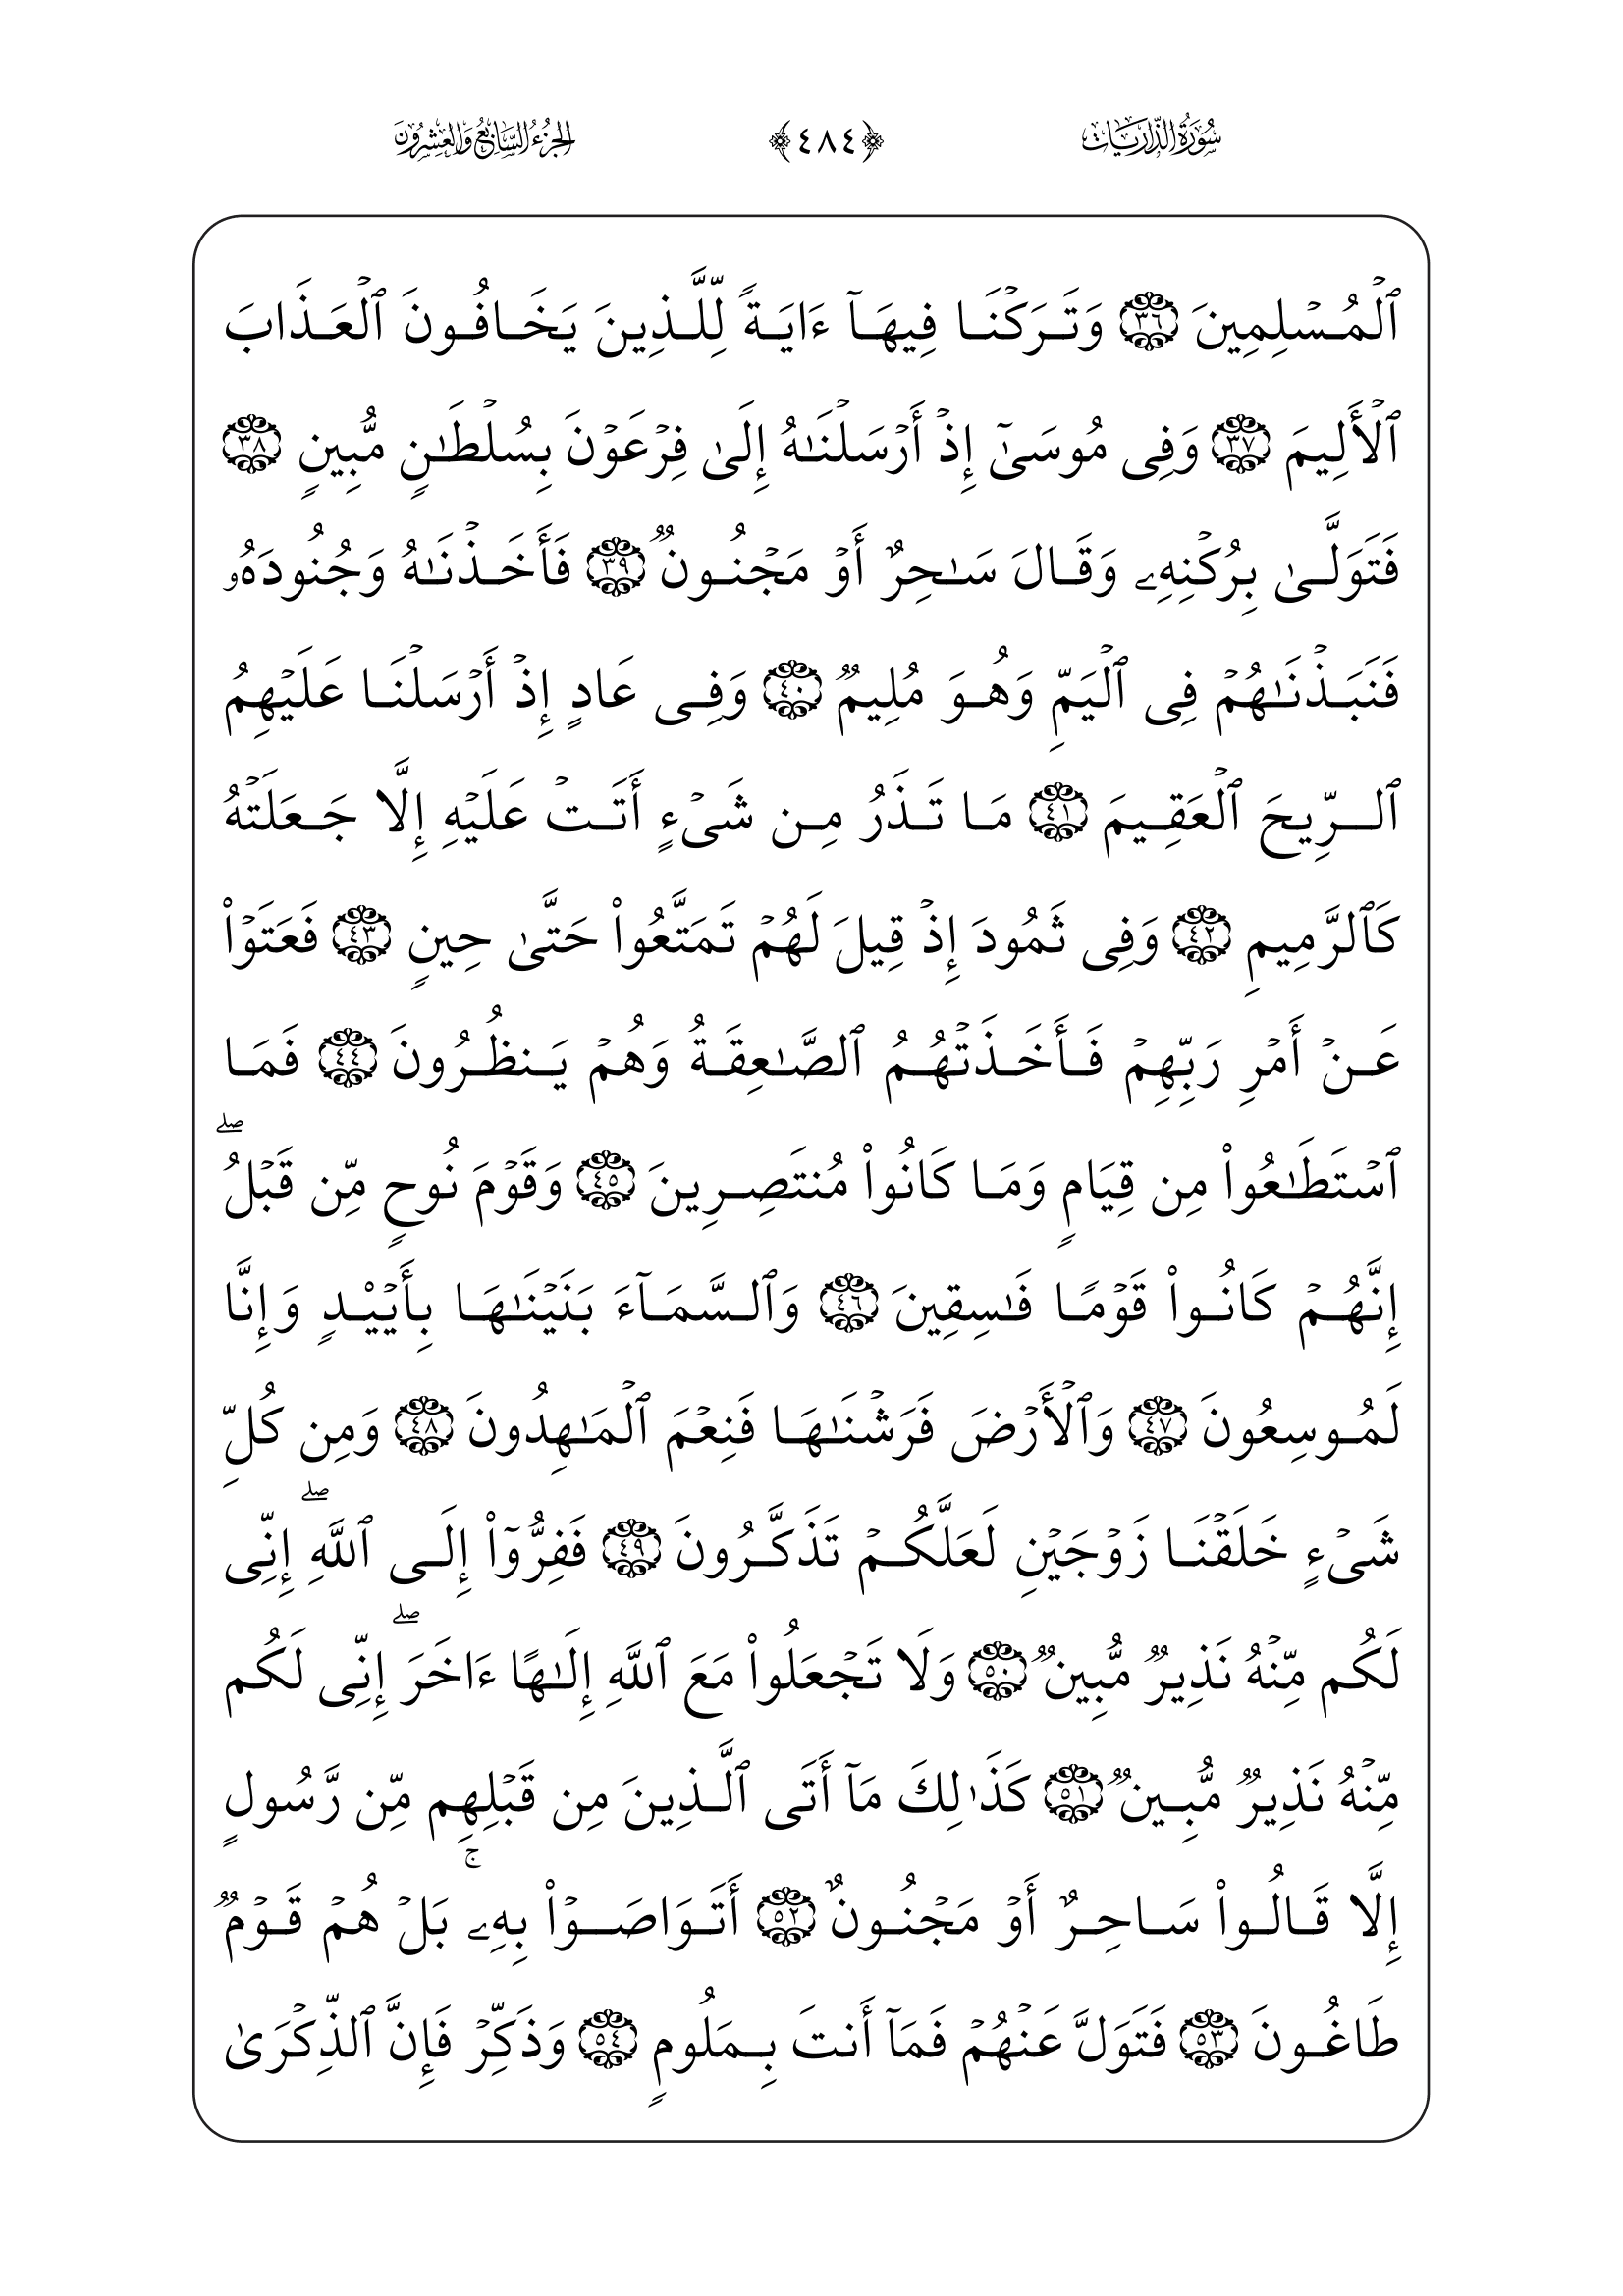 سُورَةُ الذَّارِيَاتِ ﴿٤٨٤﴾ الجُزْءُ السَّابِعُ وَالعِشْرُونَ
ٱلۡمُسۡلِمِينَ ٣٦ وَتَرَكۡنَا فِيهَآ ءَايَةٗ لِّلَّذِينَ يَخَافُونَ ٱلۡعَذَابَ
ٱلۡأَلِيمَ ٣٧ وَفِى مُوسَىٰٓ إِذۡ أَرۡسَلۡنَـٰهُ إِلَىٰ فِرۡعَوۡنَ بِسُلۡطَـٰنٍ مُّبِينٍ ٣٨
فَتَوَلَّىٰ بِرُكۡنِهِۦ وَقَالَ سَـٰحِرٌ أَوۡ مَجۡنُونٞ ٣٩ فَأَخَذۡنَـٰهُ وَجُنُودَهُۥ
فَنَبَذۡنَـٰهُمۡ فِى ٱلۡيَمِّ وَهُوَ مُلِيمٞ ٤٠ وَفِى عَادٍ إِذۡ أَرۡسَلۡنَا عَلَيۡهِمُ
ٱلرِّيحَ ٱلۡعَقِيمَ ٤١ مَا تَذَرُ مِن شَىۡءٍ أَتَتۡ عَلَيۡهِ إِلَّا جَعَلَتۡهُ
كَٱلرَّمِيمِ ٤٢ وَفِى ثَمُودَ إِذۡ قِيلَ لَهُمۡ تَمَتَّعُواْ حَتَّىٰ حِينٍ ٤٣ فَعَتَوۡاْ
عَنۡ أَمۡرِ رَبِّهِمۡ فَأَخَذَتۡهُمُ ٱلصَّـٰعِقَةُ وَهُمۡ يَنظُرُونَ ٤٤ فَمَا
ٱسۡتَطَـٰعُواْ مِن قِيَامٍ وَمَا كَانُواْ مُنتَصِرِينَ ٤٥ وَقَوۡمَ نُوحٍ مِّن قَبۡلُۖ
إِنَّهُمۡ كَانُواْ قَوۡمًا فَـٰسِقِينَ ٤٦ وَٱلسَّمَآءَ بَنَيۡنَـٰهَا بِأَيۡيْدٍ وَإِنَّا
لَمُوسِعُونَ ٤٧ وَٱلۡأَرۡضَ فَرَشۡنَـٰهَا فَنِعۡمَ ٱلۡمَـٰهِدُونَ ٤٨ وَمِن كُلِّ
شَىۡءٍ خَلَقۡنَا زَوۡجَيۡنِ لَعَلَّكُمۡ تَذَكَّرُونَ ٤٩ فَفِرُّوٓاْ إِلَى ٱللَّهِۖ إِنِّى
لَكُم مِّنۡهُ نَذِيرٞ مُّبِينٞ ٥٠ وَلَا تَجۡعَلُواْ مَعَ ٱللَّهِ إِلَـٰهًا ءَاخَرَۖ إِنِّى لَكُم
مِّنۡهُ نَذِيرٞ مُّبِينٞ ٥١ كَذَٰلِكَ مَآ أَتَى ٱلَّذِينَ مِن قَبۡلِهِم مِّن رَّسُولٍ
إِلَّا قَالُواْ سَاحِرٌ أَوۡ مَجۡنُونٌ ٥٢ أَتَوَاصَوۡاْ بِهِۦۚ بَلۡ هُمۡ قَوۡمٞ
طَاغُونَ ٥٣ فَتَوَلَّ عَنۡهُمۡ فَمَآ أَنتَ بِمَلُومٍ ٥٤ وَذَكِّرۡ فَإِنَّ ٱلذِّكۡرَىٰ